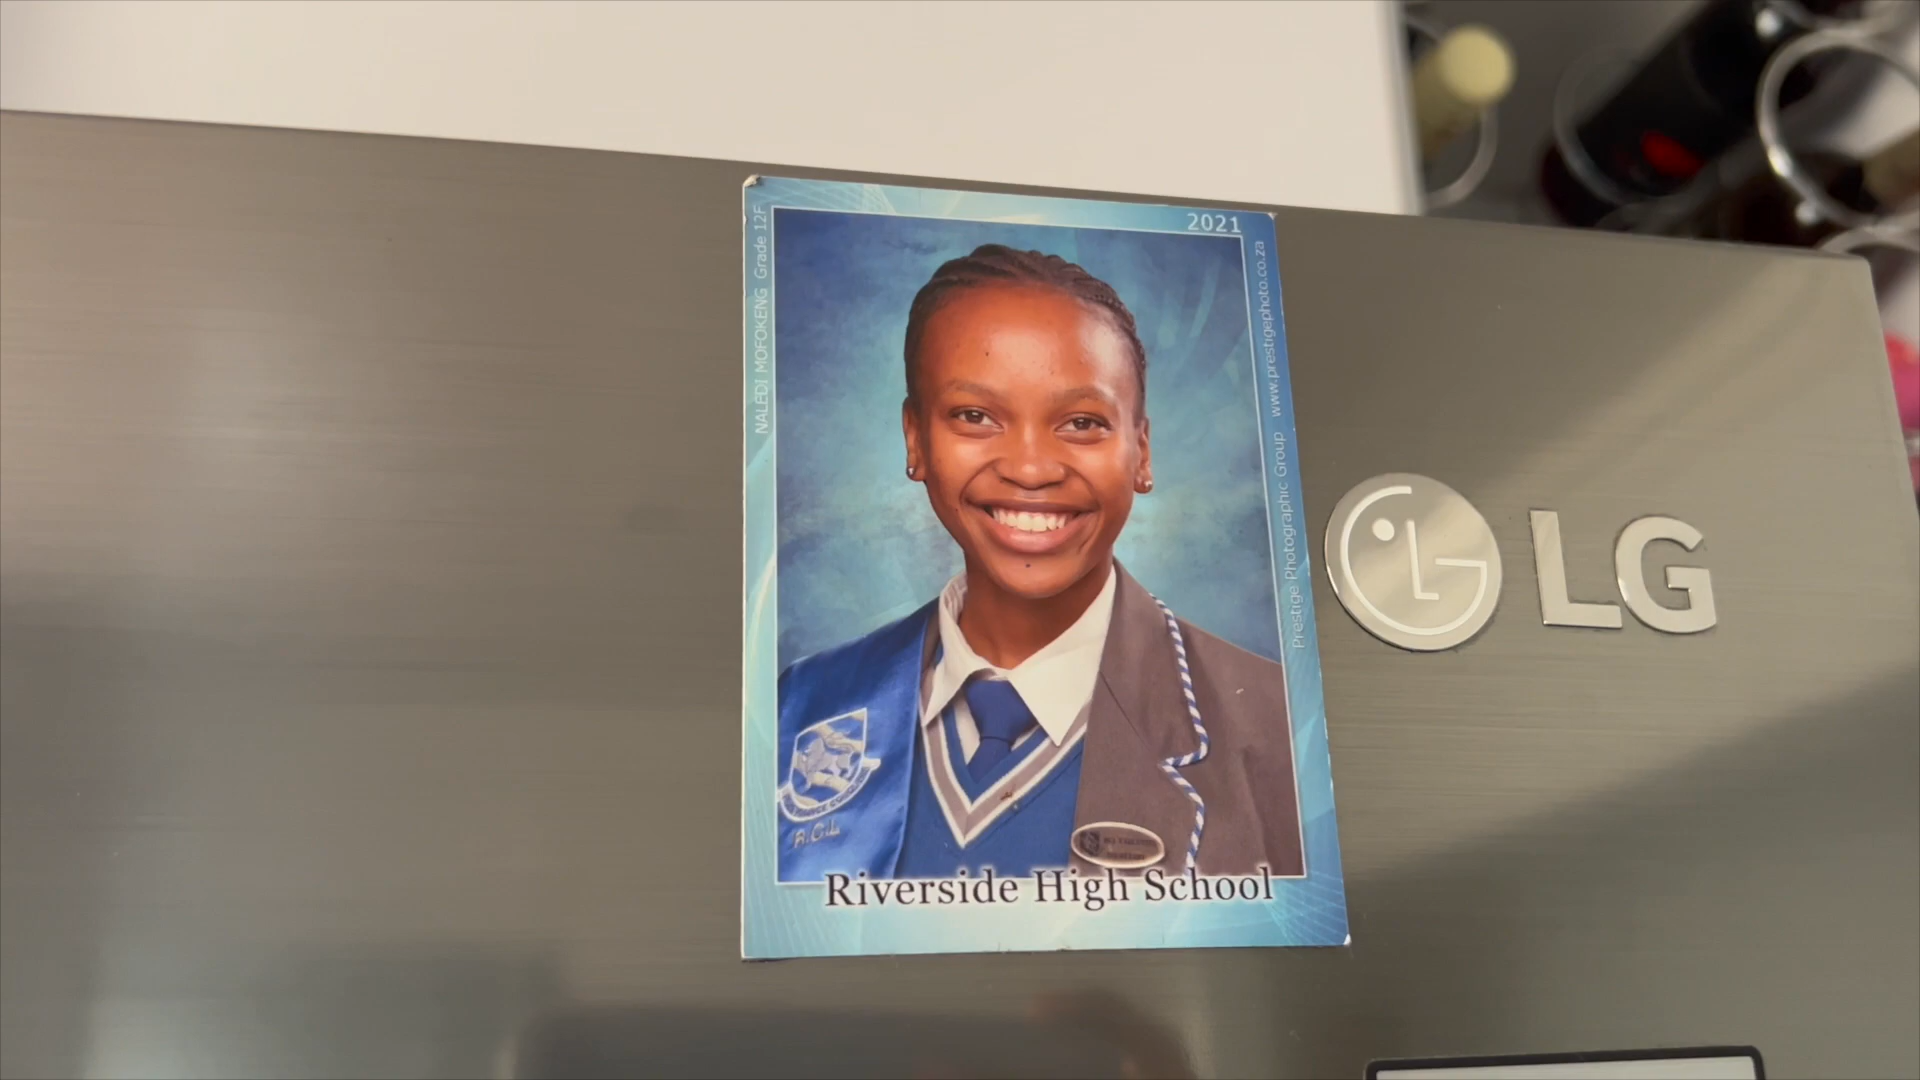 2021
NALEDI MOFOKENG Grade 12F
Prestige Photographic Group www.prestigephoto.co.za
LG
R.C.L
Riverside High School